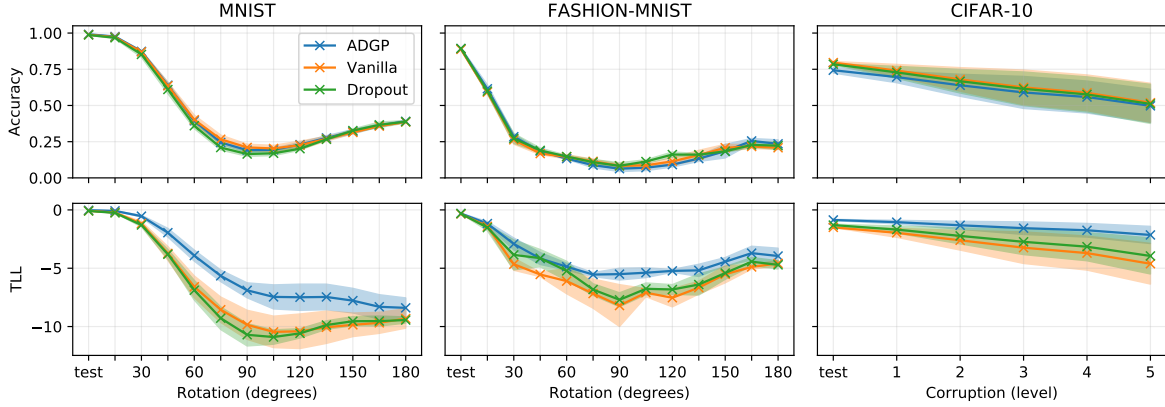 MNIST
FASHION-MNIST
CIFAR-10
Accuracy
1.00
0.75
0.50
0.25
0.00
ADGP
Vanilla
Dropout
TLL
0
−5
−10
test 30 60 90 120 150 180
Rotation (degrees)
test 30 60 90 120 150 180
Rotation (degrees)
test 1 2 3 4 5
Corruption (level)